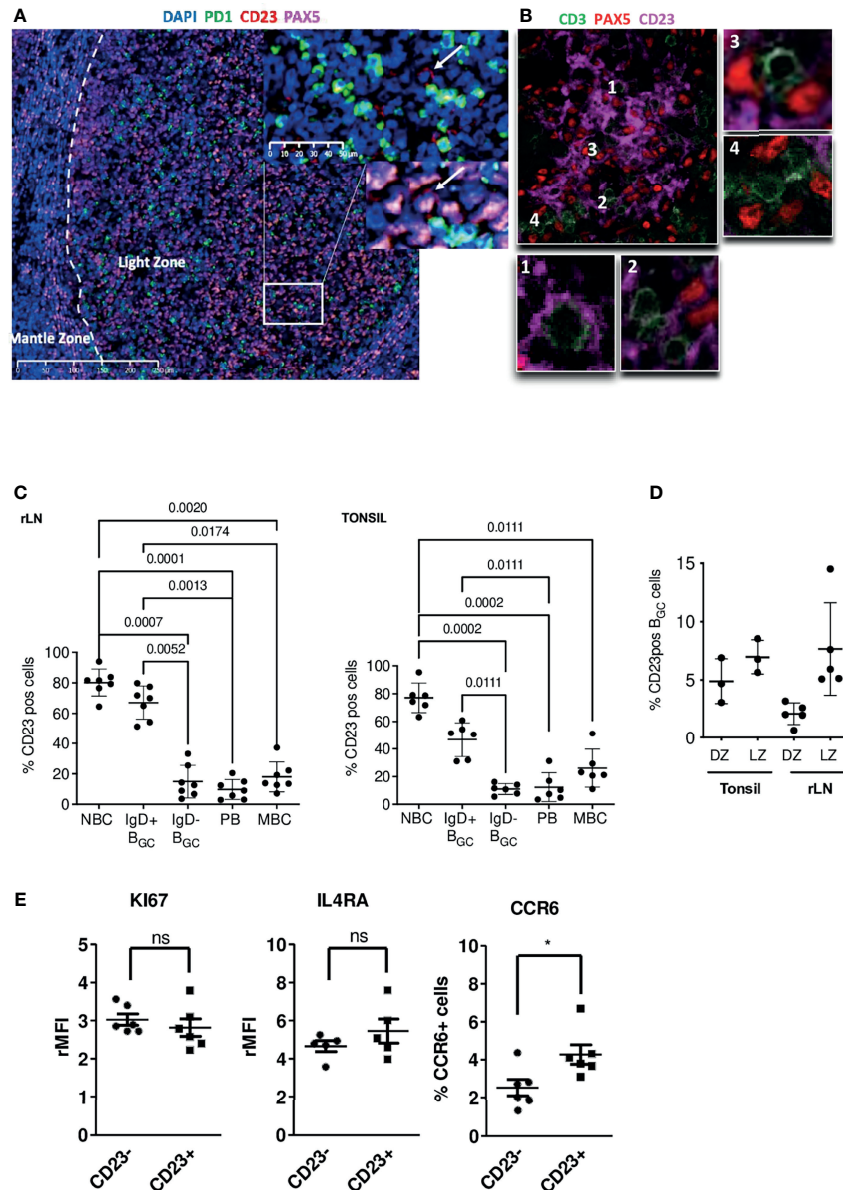 A
DAPI PD1 CD23 PAX5
0 10 20 30 40 50 µm
Light Zone
Mantle Zone
0 50 100 150 200 250 µm
B
CD3 PAX5 CD23
1
3
2
4
3
4
1
2
C
rLN
0.0020
0.0174
0.0001
0.0013
0.0007
0.0052
% CD23 pos cells
100
80
60
40
20
0
NBC IgD+ BGC IgD- BGC PB MBC
TONSIL
0.0111
0.0111
0.0002
0.0002
0.0111
% CD23 pos cells
100
80
60
40
20
0
NBC IgD+ BGC IgD- BGC PB MBC
D
% CD23pos BGC cells
15
10
5
0
DZ LZ DZ LZ
Tonsil rLN
E
KI67
ns
rMFI
5
4
3
2
1
0
CD23- CD23+
IL4RA
ns
rMFI
10
8
6
4
2
0
CD23- CD23+
CCR6
*
% CCR6+ cells
10
8
6
4
2
0
CD23- CD23+